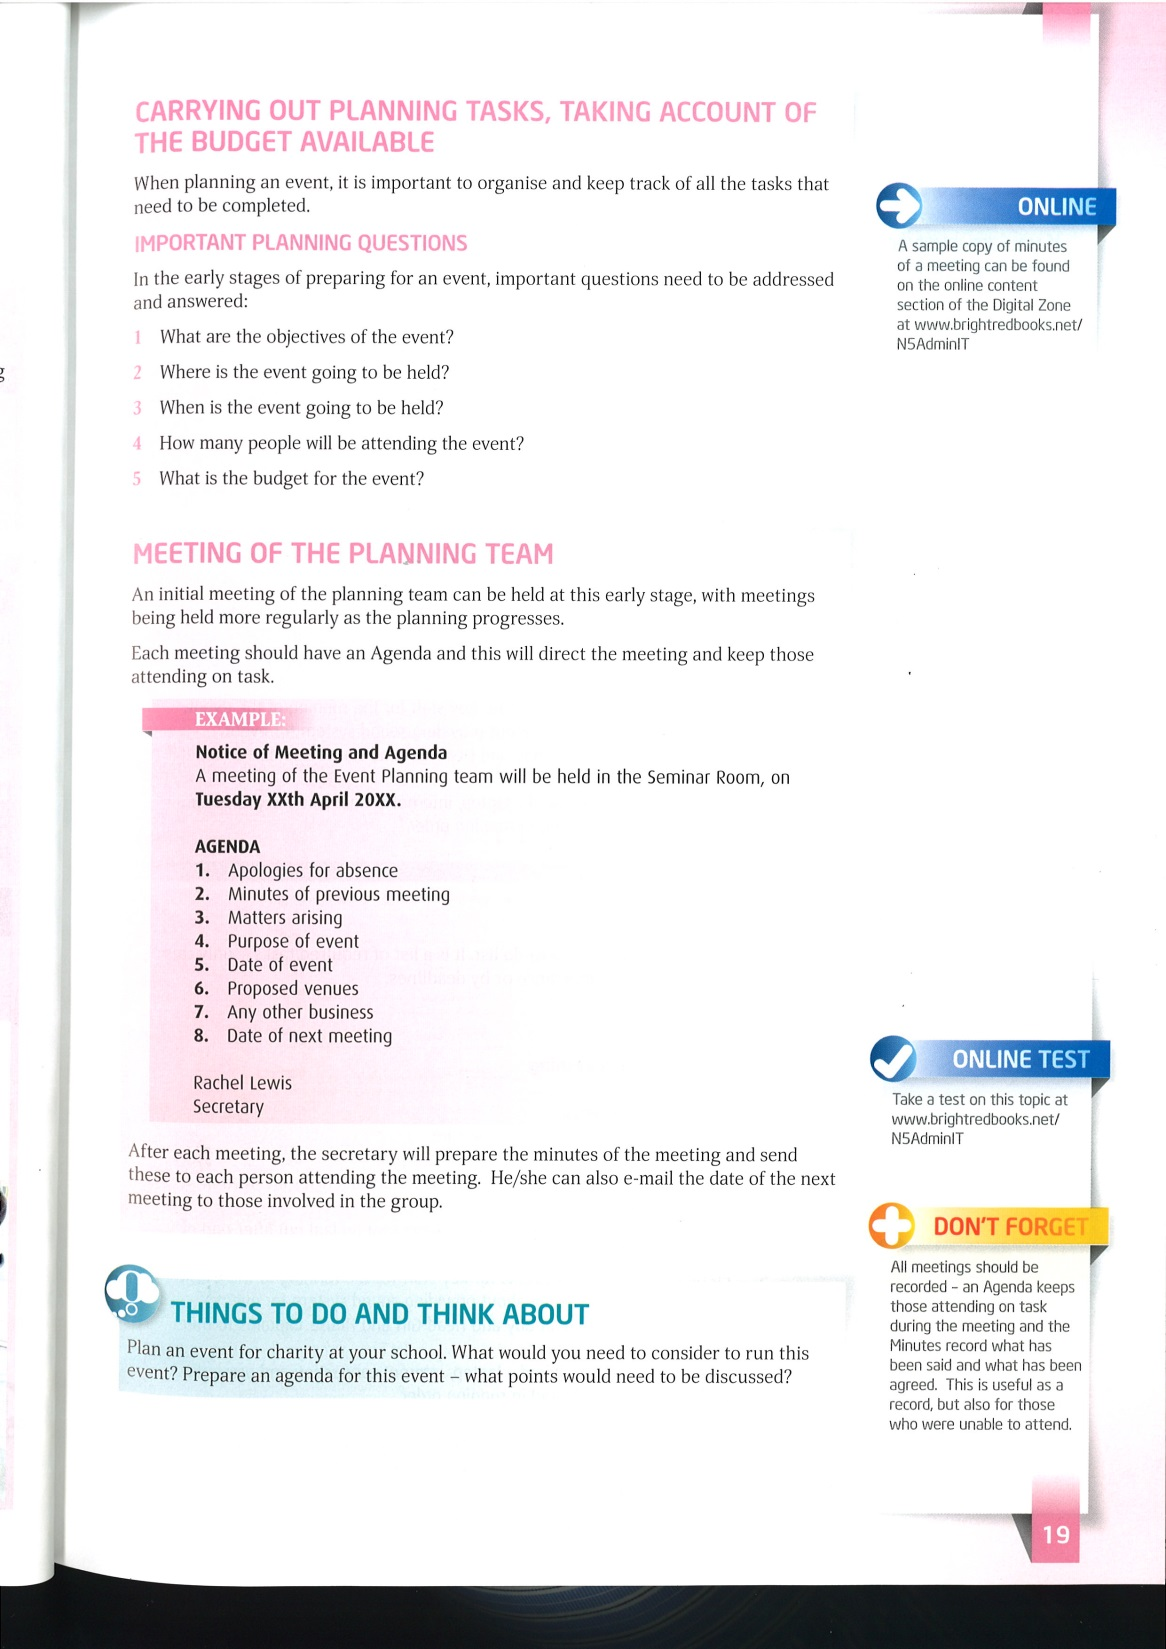 CARRYING OUT PLANNING TASKS, TAKING ACCOUNT OF
THE BUDGET AVAILABLE
When planning an event, it is important to organise and keep track of all the tasks that
need to be completed.
IMPORTANT PLANNING QUESTIONS
In the early stages of preparing for an event, important questions need to be addressed
and answered:
1 What are the objectives of the event?
2 Where is the event going to be held?
3 When is the event going to be held?
4 How many people will be attending the event?
5 What is the budget for the event?
MEETING OF THE PLANNING TEAM
An initial meeting of the planning team can be held at this early stage, with meetings
being held more regularly as the planning progresses.
Each meeting should have an Agenda and this will direct the meeting and keep those
attending on task.
EXAMPLE:
Notice of Meeting and Agenda
A meeting of the Event Planning team will be held in the Seminar Room, on
Tuesday XXth April 20XX.
AGENDA
1. Apologies for absence
2. Minutes of previous meeting
3. Matters arising
4. Purpose of event
5. Date of event
6. Proposed venues
7. Any other business
8. Date of next meeting
Rachel Lewis
Secretary
After each meeting, the secretary will prepare the minutes of the meeting and send
these to each person attending the meeting. He/she can also e-mail the date of the next
meeting to those involved in the group.
THINGS TO DO AND THINK ABOUT
Plan an event for charity at your school. What would you need to consider to run this
event? Prepare an agenda for this event – what points would need to be discussed?
ONLINE
A sample copy of minutes
of a meeting can be found
on the online content
section of the Digital Zone
at www.brightredbooks.net/
N5AdminIT
ONLINE TEST
Take a test on this topic at
www.brightredbooks.net/
N5AdminIT
DON'T FORGET
All meetings should be
recorded – an Agenda keeps
those attending on task
during the meeting and the
Minutes record what has
been said and what has been
agreed. This is useful as a
record, but also for those
who were unable to attend.
19